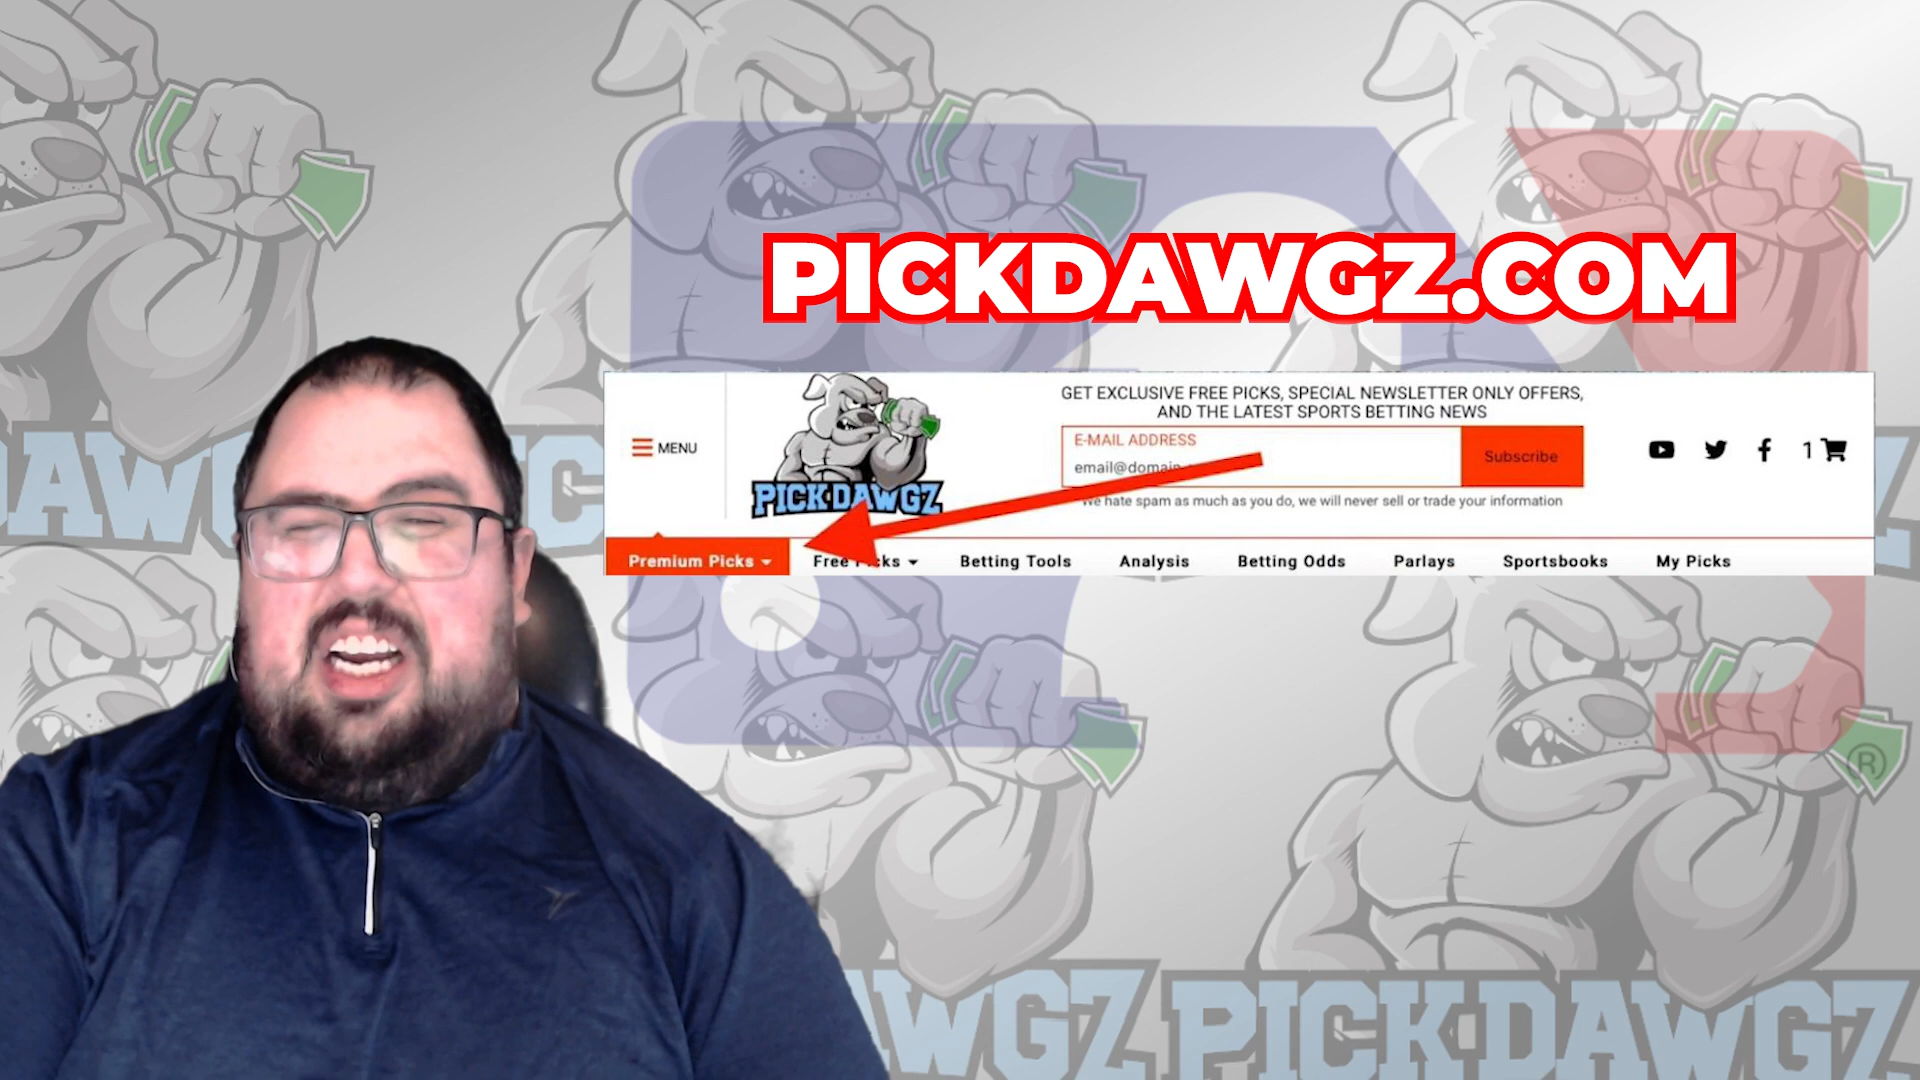 PICKDAWGZ.COM
MENU
PICKDAWGZ
GET EXCLUSIVE FREE PICKS, SPECIAL NEWSLETTER ONLY OFFERS,
AND THE LATEST SPORTS BETTING NEWS
E-MAIL ADDRESS
Subscribe
1
We hate spam as much as you do, we will never sell or trade your information
Premium Picks
Free
Betting Tools
Analysis
Betting Odds
Parlays
Sportsbooks
My Picks
®
PICKDAWGZ